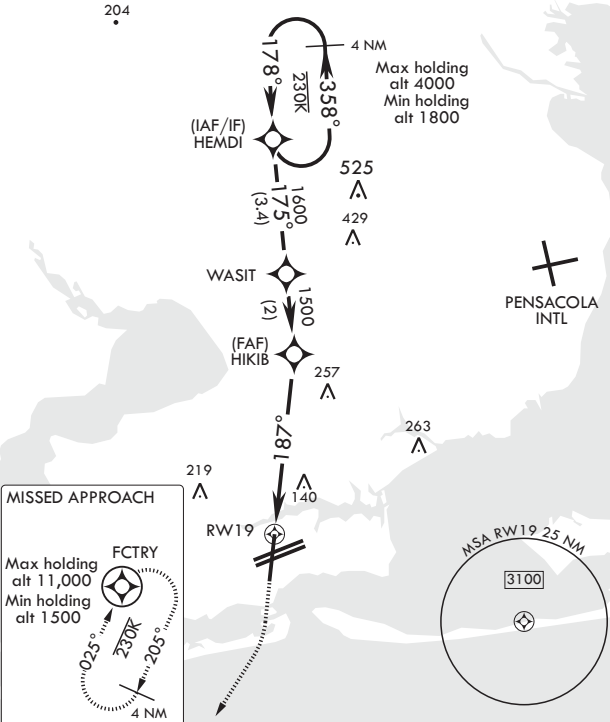 204
4 NM
178°
230K
358°
Max holding
alt 4000
Min holding
alt 1800
(IAF/IF)
HEMDI
525
429
1600
175°
(3.4)
WASIT
PENSACOLA
INTL
1500
(2)
(FAF)
HIKIB
257
187°
263
219
140
RW19
MISSED APPROACH
FCTRY
Max holding
alt 11,000
Min holding
alt 1500
025°
230K
205°
4 NM
MSA RW19 25 NM
3100